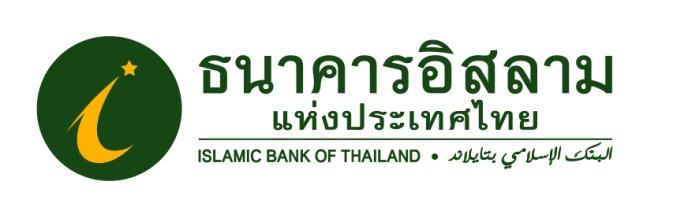 ธนาคารอิสลาม
แห่งประเทศไทย
ISLAMIC BANK OF THAILAND • البنك الإسلامي بتايلاند